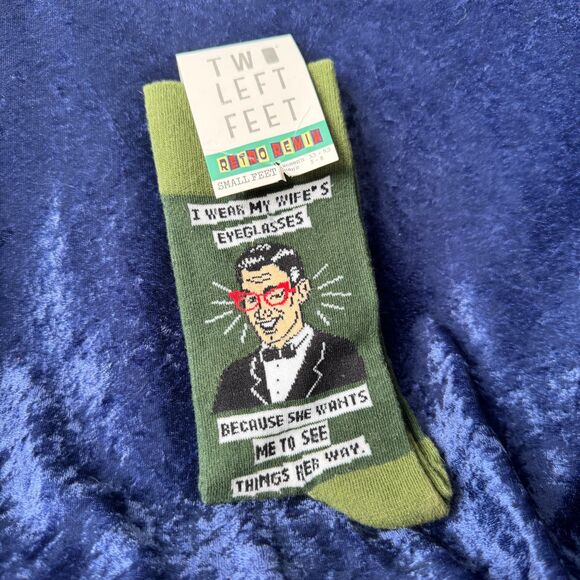 TWO
LEFT
FEET
RETRO REMIX
SMALL FEET
I WEAR MY WIFE'S
EYEGLASSES
BECAUSE SHE WANTS
ME TO SEE
THINGS HER WAY.